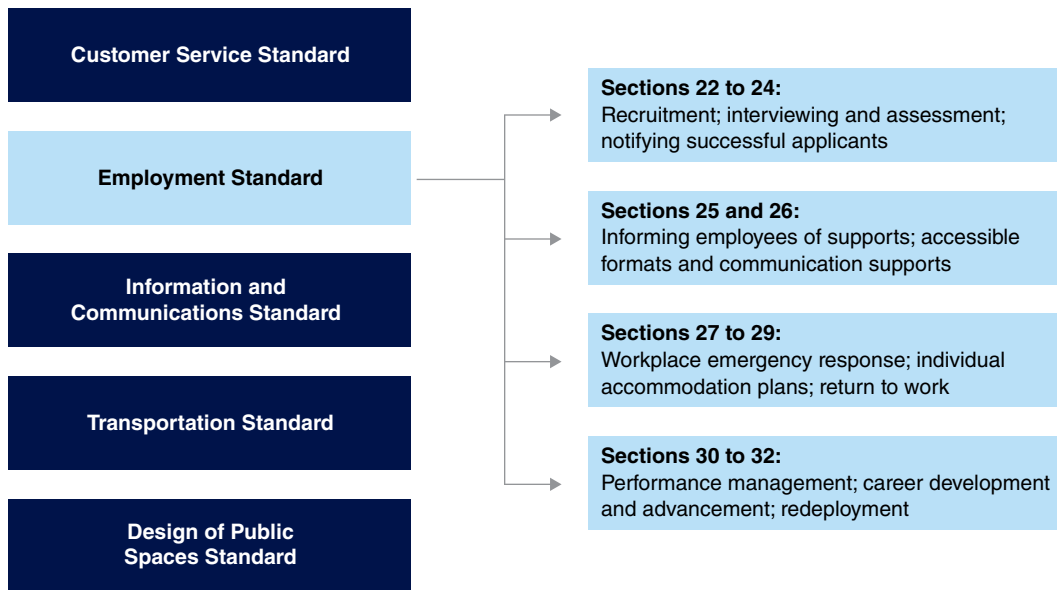 Customer Service Standard
Employment Standard
Information and
Communications Standard
Transportation Standard
Design of Public
Spaces Standard
Sections 22 to 24:
Recruitment; interviewing and assessment;
notifying successful applicants
Sections 25 and 26:
Informing employees of supports; accessible
formats and communication supports
Sections 27 to 29:
Workplace emergency response; individual
accommodation plans; return to work
Sections 30 to 32:
Performance management; career development
and advancement; redeployment